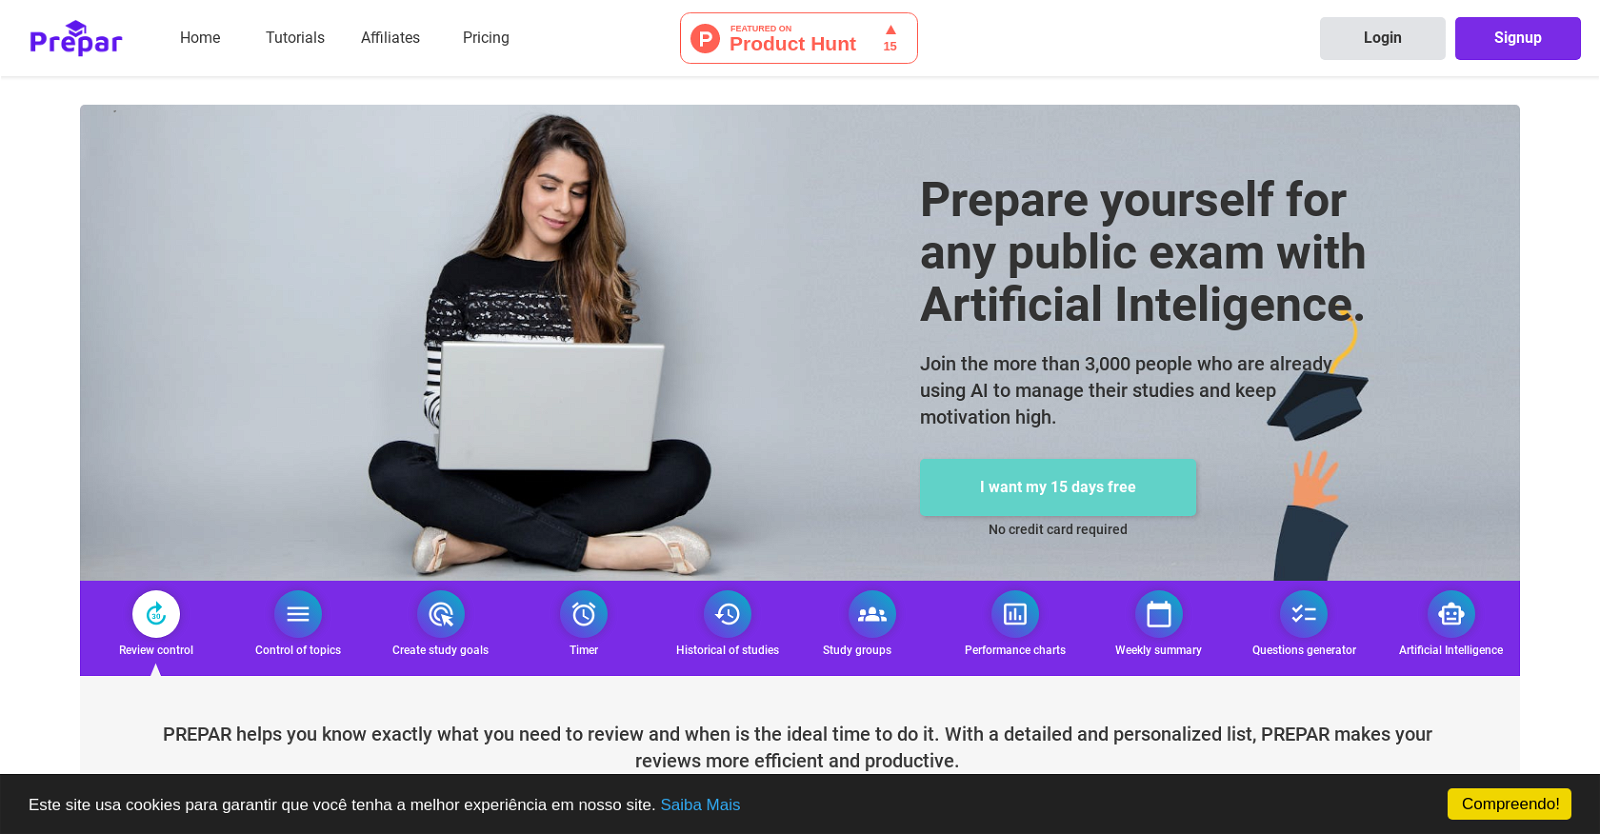 Prepar
Home
Tutorials
Affiliates
Pricing
P
FEATURED ON
Product Hunt
15
Login
Signup
Prepare yourself for
any public exam with
Artificial Inteligence.
Join the more than 3,000 people who are already
using AI to manage their studies and keep
motivation high.
I want my 15 days free
No credit card required
30
Review control
Control of topics
Create study goals
Timer
Historical of studies
Study groups
Performance charts
Weekly summary
Questions generator
Artificial Intelligence
PREPAR helps you know exactly what you need to review and when is the ideal time to do it. With a detailed and personalized list, PREPAR makes your
reviews more efficient and productive.
Este site usa cookies para garantir que você tenha a melhor experiência em nosso site. Saiba Mais
Compreendo!